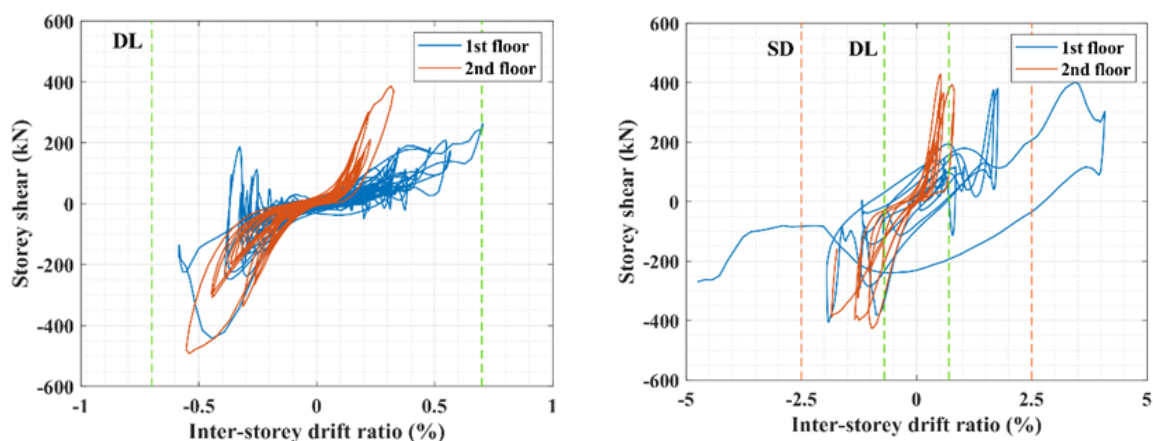 600
400
200
0
-200
-400
-600
Storey shear (kN)
DL
1st floor
2nd floor
-1
-0.5
0
0.5
1
Inter-storey drift ratio (%)
600
400
200
0
-200
-400
-600
Storey shear (kN)
SD
DL
1st floor
2nd floor
-5
-2.5
0
2.5
5
Inter-storey drift ratio (%)